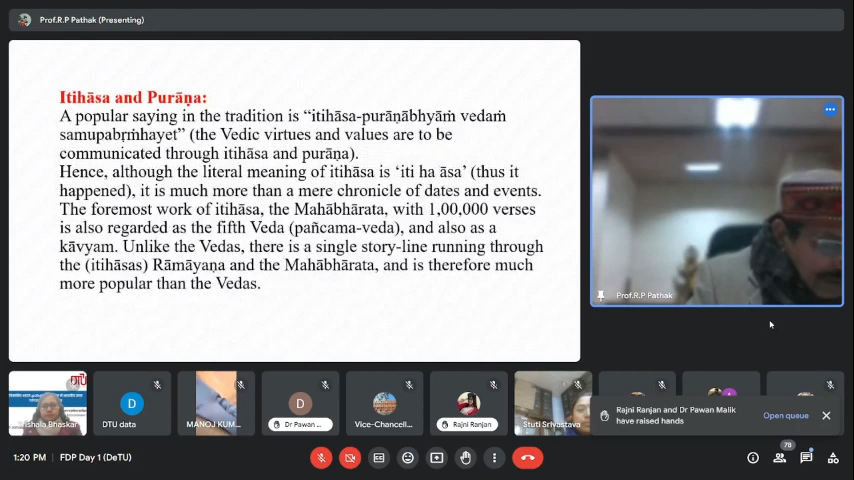 Prof.R.P Pathak (Presenting)
Itihāsa and Purāṇa:
A popular saying in the tradition is “itihāsa-purāṇābhyāṁ vedaṁ
samupabṛṁhayet” (the Vedic virtues and values are to be
communicated through itihāsa and purāṇa).
Hence, although the literal meaning of itihāsa is ‘iti ha āsa’ (thus it
happened), it is much more than a mere chronicle of dates and events.
The foremost work of itihāsa, the Mahābhārata, with 1,00,000 verses
is also regarded as the fifth Veda (pañcama-veda), and also as a
kāvyam. Unlike the Vedas, there is a single story-line running through
the (itihāsas) Rāmāyaṇa and the Mahābhārata, and is therefore much
more popular than the Vedas.
Prof.R.P Pathak
D
D
Bhaskar
DTU data
MANOJ KUM...
Dr Pawan ...
Vice-Chancell...
Rajni Ranjan
Stuti Srivastava
Rajni Ranjan and Dr Pawan Malik
have raised hands
Open queue
78
1:20 PM
FDP Day 1 (DeTU)